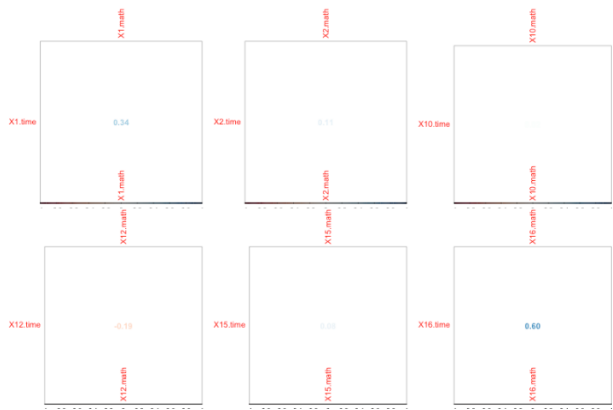 X1.math X2.math X10.math
X1.time 0.34 X2.time 0.11 X10.time
X1.math X2.math X10.math
X12.math X15.math X16.math
X12.time -0.19 X15.time X16.time 0.60
X12.math X15.math X16.math